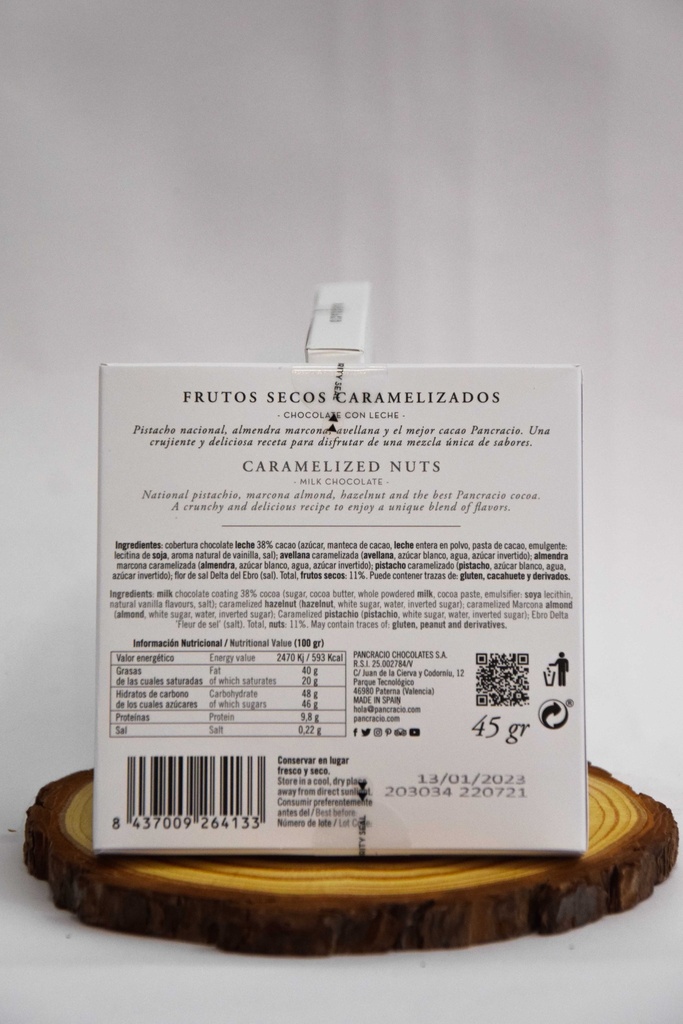 FRUTOS SECOS CARAMELIZADOS
- CHOCOLATE CON LECHE -
Pistacho nacional, almendra marcona, avellana y el mejor cacao Pancracio. Una
crujiente y deliciosa receta para disfrutar de una mezcla única de sabores.
CARAMELIZED NUTS
- MILK CHOCOLATE -
National pistachio, marcona almond, hazelnut and the best Pancracio cocoa.
A crunchy and delicious recipe to enjoy a unique blend of flavors.
Ingredientes: cobertura chocolate leche 38% cacao (azúcar, manteca de cacao, leche entera en polvo, pasta de cacao, emulgente:
lecitina de soja, aroma natural de vainilla, sal); avellana caramelizada (avellana, azúcar blanco, agua, azúcar invertido); almendra
marcona caramelizada (almendra, azúcar blanco, agua, azúcar invertido); pistacho caramelizado (pistacho, azúcar blanco, agua,
azúcar invertido); flor de sal Delta del Ebro (sal). Total, frutos secos: 11%. Puede contener trazas de: gluten, cacahuete y derivados.
Ingredients: milk chocolate coating 38% cocoa (sugar, cocoa butter, whole powdered milk, cocoa paste, emulsifier: soya lecithin,
natural vanilla flavours, salt); caramelized hazelnut (hazelnut, white sugar, water, inverted sugar); caramelized Marcona almond
(almond, white sugar, water, inverted sugar); Caramelized pistachio (pistachio, white sugar, water, inverted sugar); Ebro Delta
'Fleur de sel' (salt). Total, nuts: 11%. May contain traces of: gluten, peanut and derivatives.
Información Nutricional / Nutritional Value (100 gr)
Valor energético Energy value 2470 Kj / 593 Kcal
Grasas Fat 40 g
de las cuales saturadas of which saturates 20 g
Hidratos de carbono Carbohydrate 48 g
de los cuales azúcares of which sugars 46 g
Proteínas Protein 9,8 g
Sal Salt 0,22 g
PANCRACIO CHOCOLATES S.A.
R.S.I. 25.002784/V
C/ Juan de la Cierva y Codorniu, 12
Parque Tecnológico
46980 Paterna (Valencia)
MADE IN SPAIN
hola@pancracio.com
pancracio.com
45 gr
8 437009 264133
Conservar en lugar
fresco y seco.
Store in a cool, dry place
away from direct sunlight.
Consumir preferentemente
antes del / Best before
Número de lote / Lot
13/01/2023
203034 220721